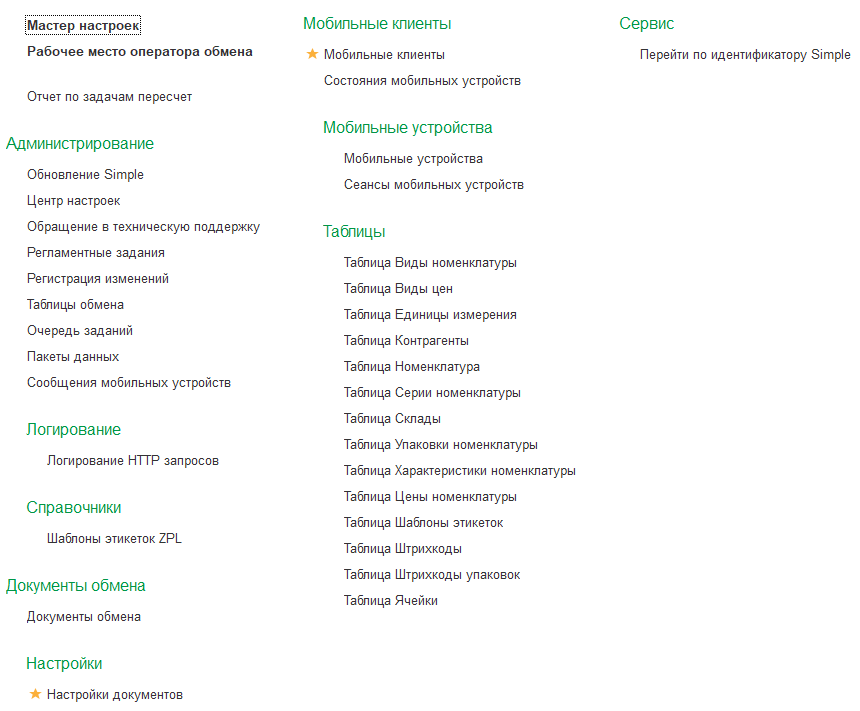 Мастер настроек
Рабочее место оператора обмена
Отчет по задачам пересчет
Администрирование
Обновление Simple
Центр настроек
Обращение в техническую поддержку
Регламентные задания
Регистрация изменений
Таблицы обмена
Очередь заданий
Пакеты данных
Сообщения мобильных устройств
Логирование
Логирование HTTP запросов
Справочники
Шаблоны этикеток ZPL
Документы обмена
Документы обмена
Настройки
Настройки документов
Мобильные клиенты
Мобильные клиенты
Состояния мобильных устройств
Мобильные устройства
Мобильные устройства
Сеансы мобильных устройств
Таблицы
Таблица Виды номенклатуры
Таблица Виды цен
Таблица Единицы измерения
Таблица Контрагенты
Таблица Номенклатура
Таблица Серии номенклатуры
Таблица Склады
Таблица Упаковки номенклатуры
Таблица Характеристики номенклатуры
Таблица Цены номенклатуры
Таблица Шаблоны этикеток
Таблица Штрихкоды
Таблица Штрихкоды упаковок
Таблица Ячейки
Сервис
Перейти по идентификатору Simple